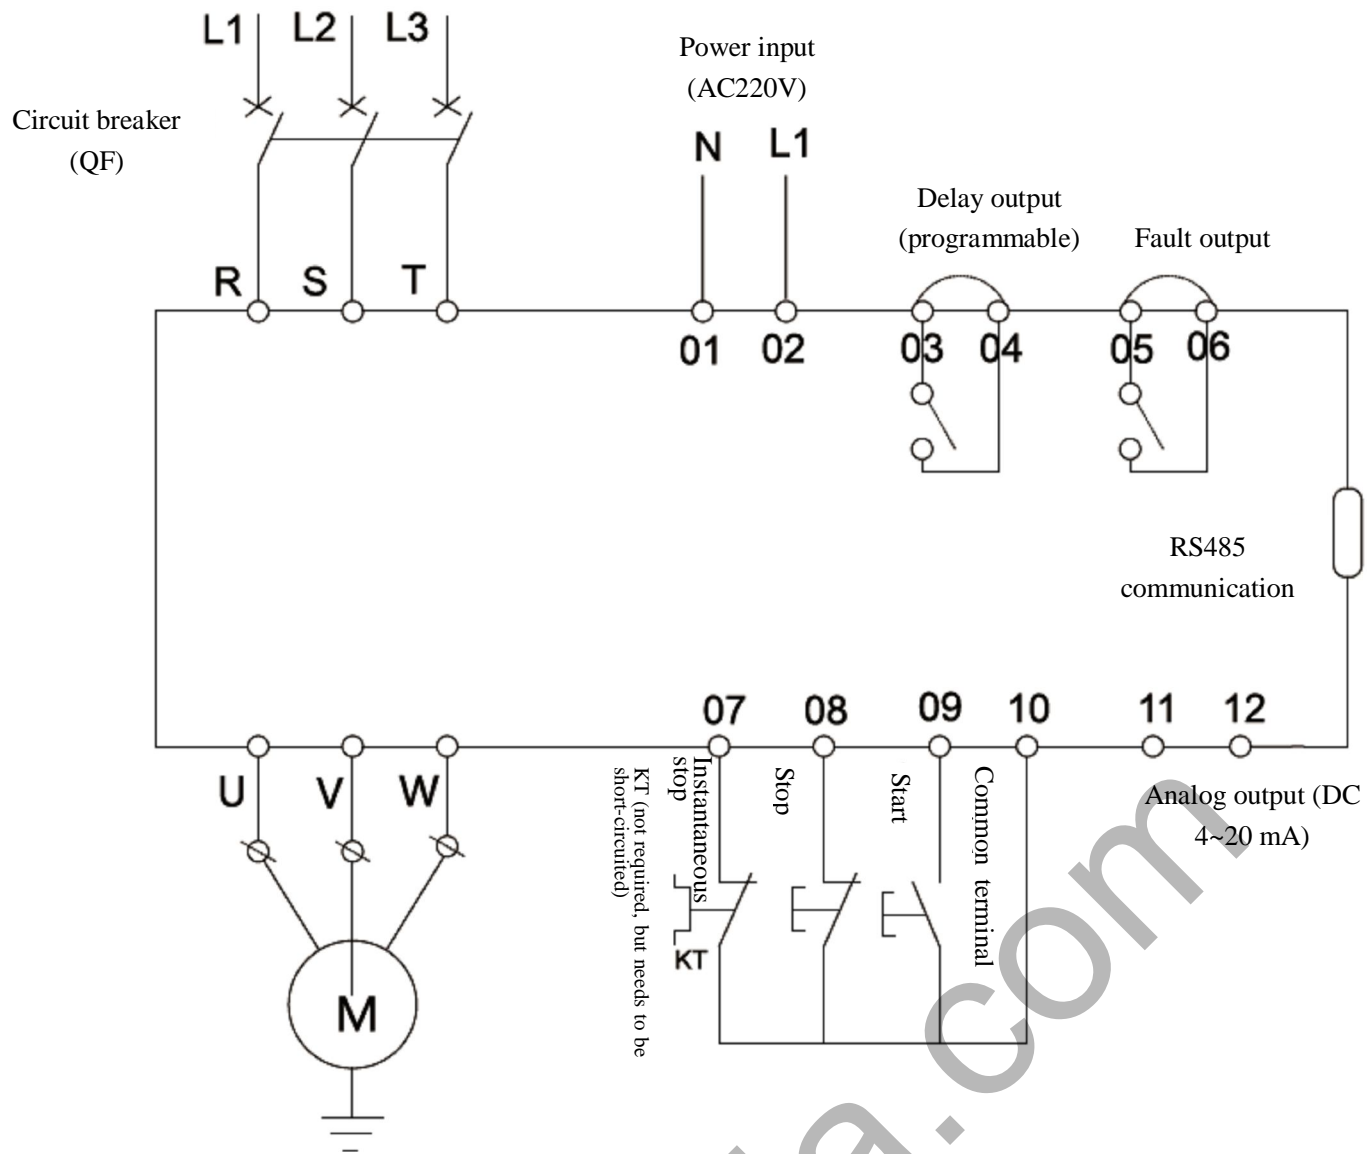 L1 L2 L3
Power input
(AC220V)
Circuit breaker
(QF)
N L1
Delay output
(programmable)
Fault output
R S T
01 02 03 04 05 06
RS485
communication
07 08 09 10 11 12
U V W
Instantaneous
stop
KT (not required, but needs to be
short-circuited)
Stop
Start
Common terminal
Analog output (DC
4~20 mA)
KT
M
a.com